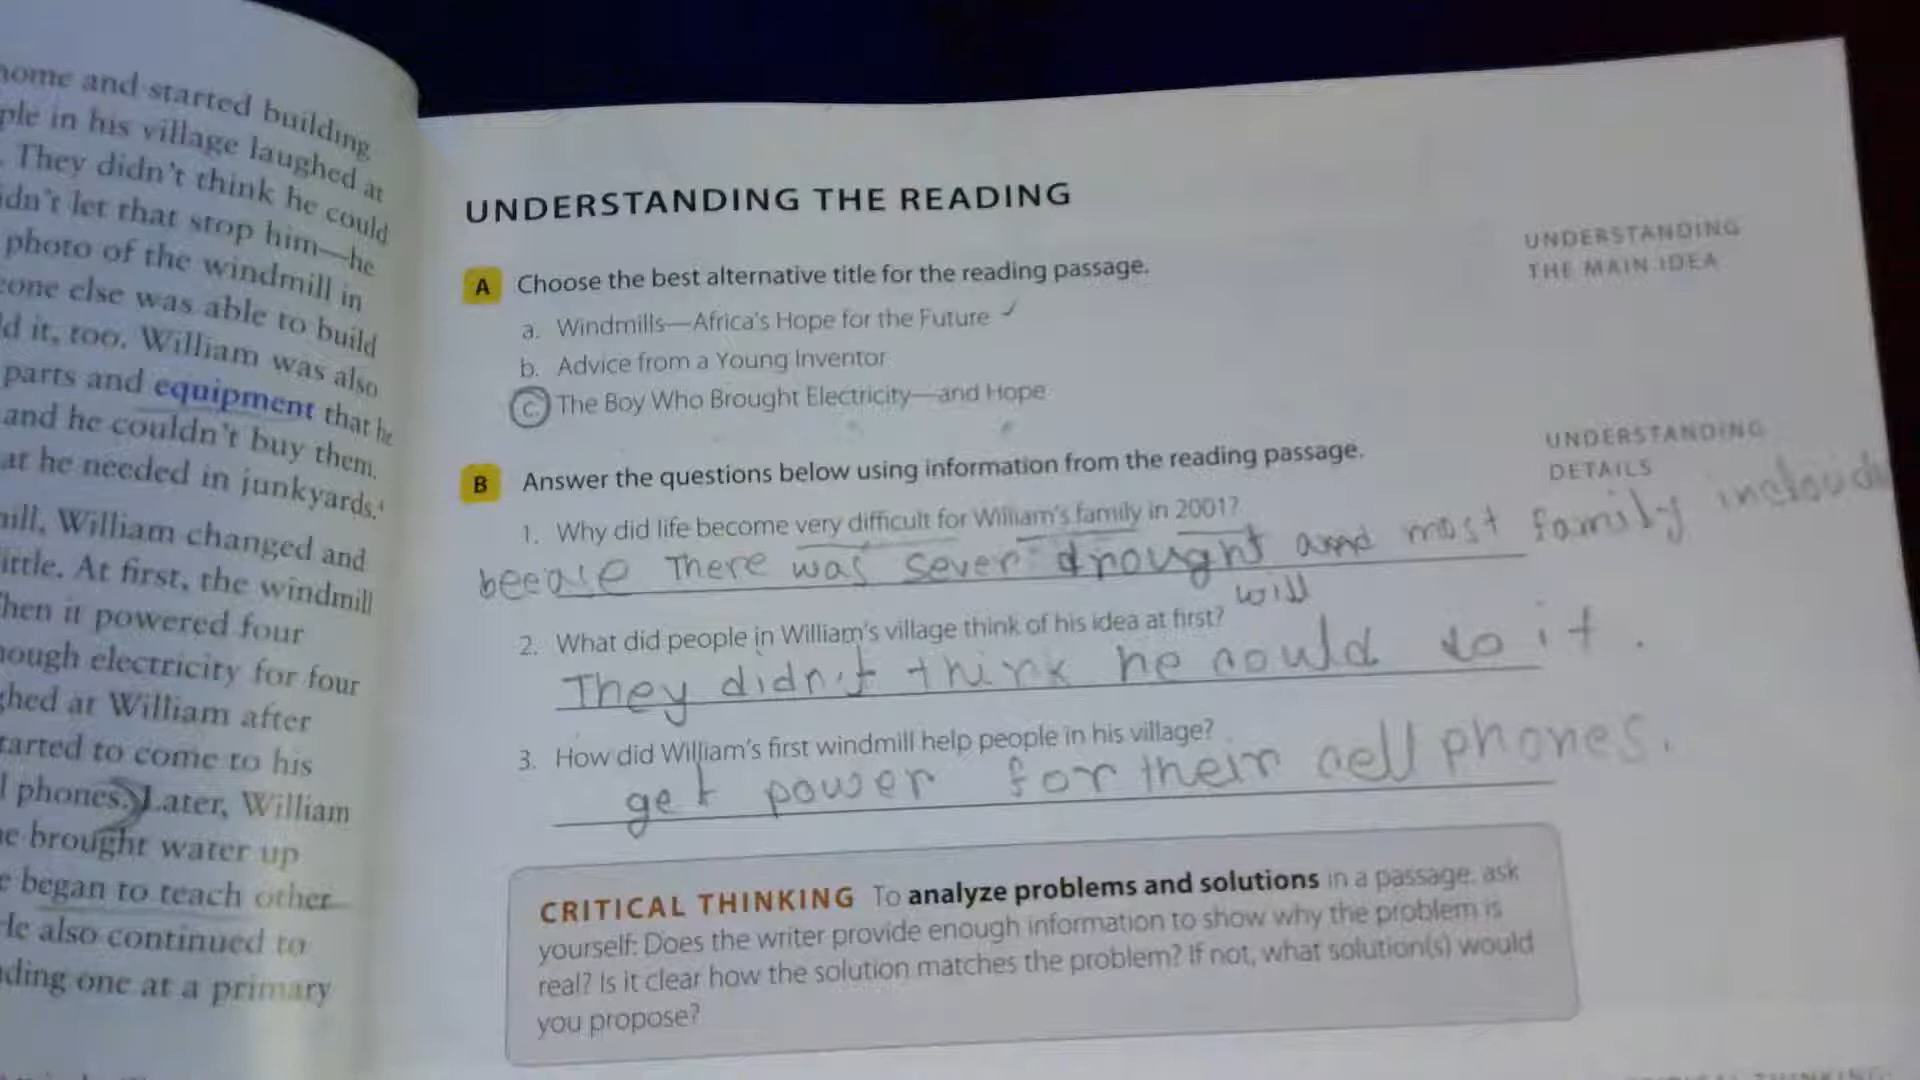 home and started building
ple in his village laughed at
. They didn't think he could
idn't let that stop him—he
photo of the windmill in
eone else was able to build
ld it, too. William was also
parts and equipment that he
and he couldn't buy them.
at he needed in junkyards.⁴
mill, William changed and
ittle. At first, the windmill
hen it powered four
nough electricity for four
ghed at William after
tarted to come to his
l phones. Later, William
he brought water up
e began to teach other
He also continued to
ding one at a primary
UNDERSTANDING THE READING
UNDERSTANDING
THE MAIN IDEA
A Choose the best alternative title for the reading passage.
a. Windmills—Africa's Hope for the Future ✓
b. Advice from a Young Inventor
c. The Boy Who Brought Electricity—and Hope
UNDERSTANDING
DETAILS
B Answer the questions below using information from the reading passage.
1. Why did life become very difficult for William's family in 2001?
There was sever drought and most family
will
2. What did people in William's village think of his idea at first?
They didn't think he could do it.
3. How did William's first windmill help people in his village?
get power for their cell phones.
CRITICAL THINKING To analyze problems and solutions in a passage, ask
yourself: Does the writer provide enough information to show why the problem is
real? Is it clear how the solution matches the problem? If not, what solution(s) would
you propose?